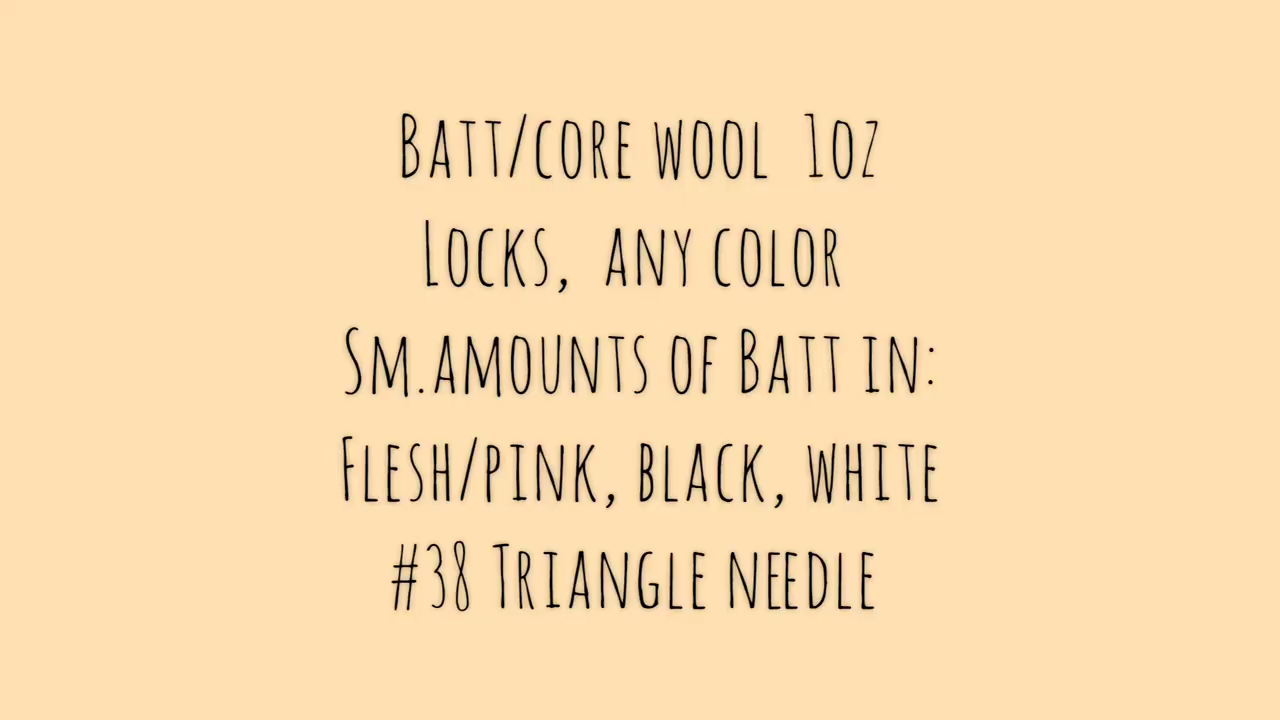 Batt/core wool 1oz
Locks, any color
Sm.amounts of Batt in:
Flesh/pink, black, white
#38 Triangle needle